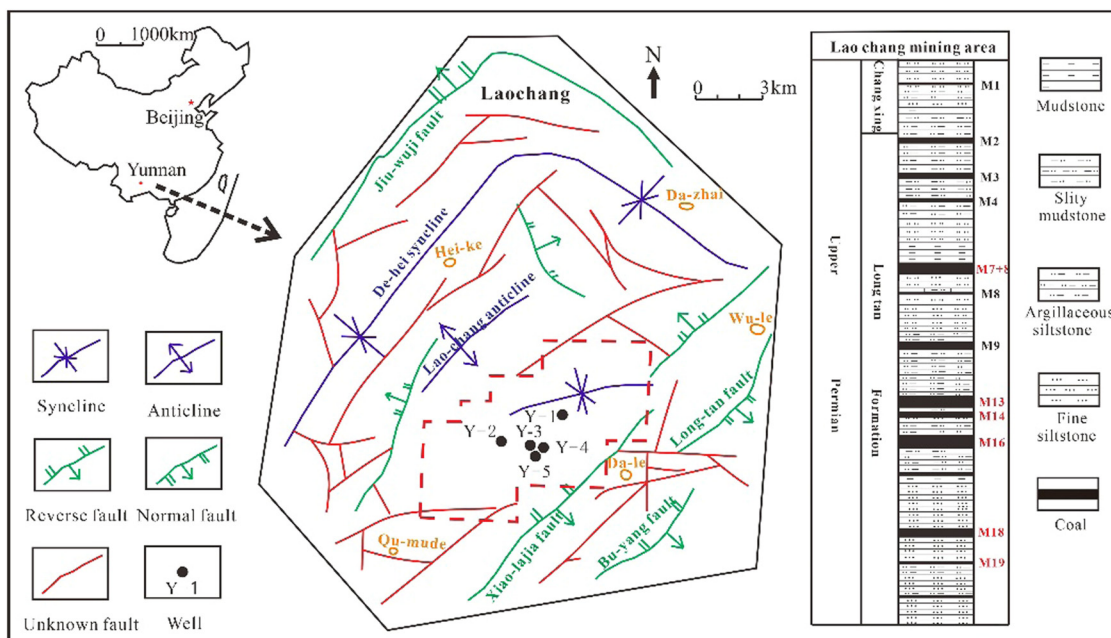 0 1000km
Beijing
Yunnan
Syncline
Anticline
Reverse fault
Normal fault
Y-1
Unknown fault
Well
N
0 3km
Laochang
Jiu-wuji fault
De-hei syncline
Hei-ke
Da-zhai
Lao-chang anticline
Wu-le
Y-1
Y-2
Y-3
Y-4
Y-5
Long-tan fault
Da-le
Qu-mude
Xiao-lajia fault
Bu-yang fault
Lao chang mining area
Chang xing
Upper
Permian
Long tan
Formation
M1
M2
M3
M4
M7+8
M8
M9
M13
M14
M16
M18
M19
Mudstone
Slity
mudstone
Argillaceous
siltstone
Fine
siltstone
Coal